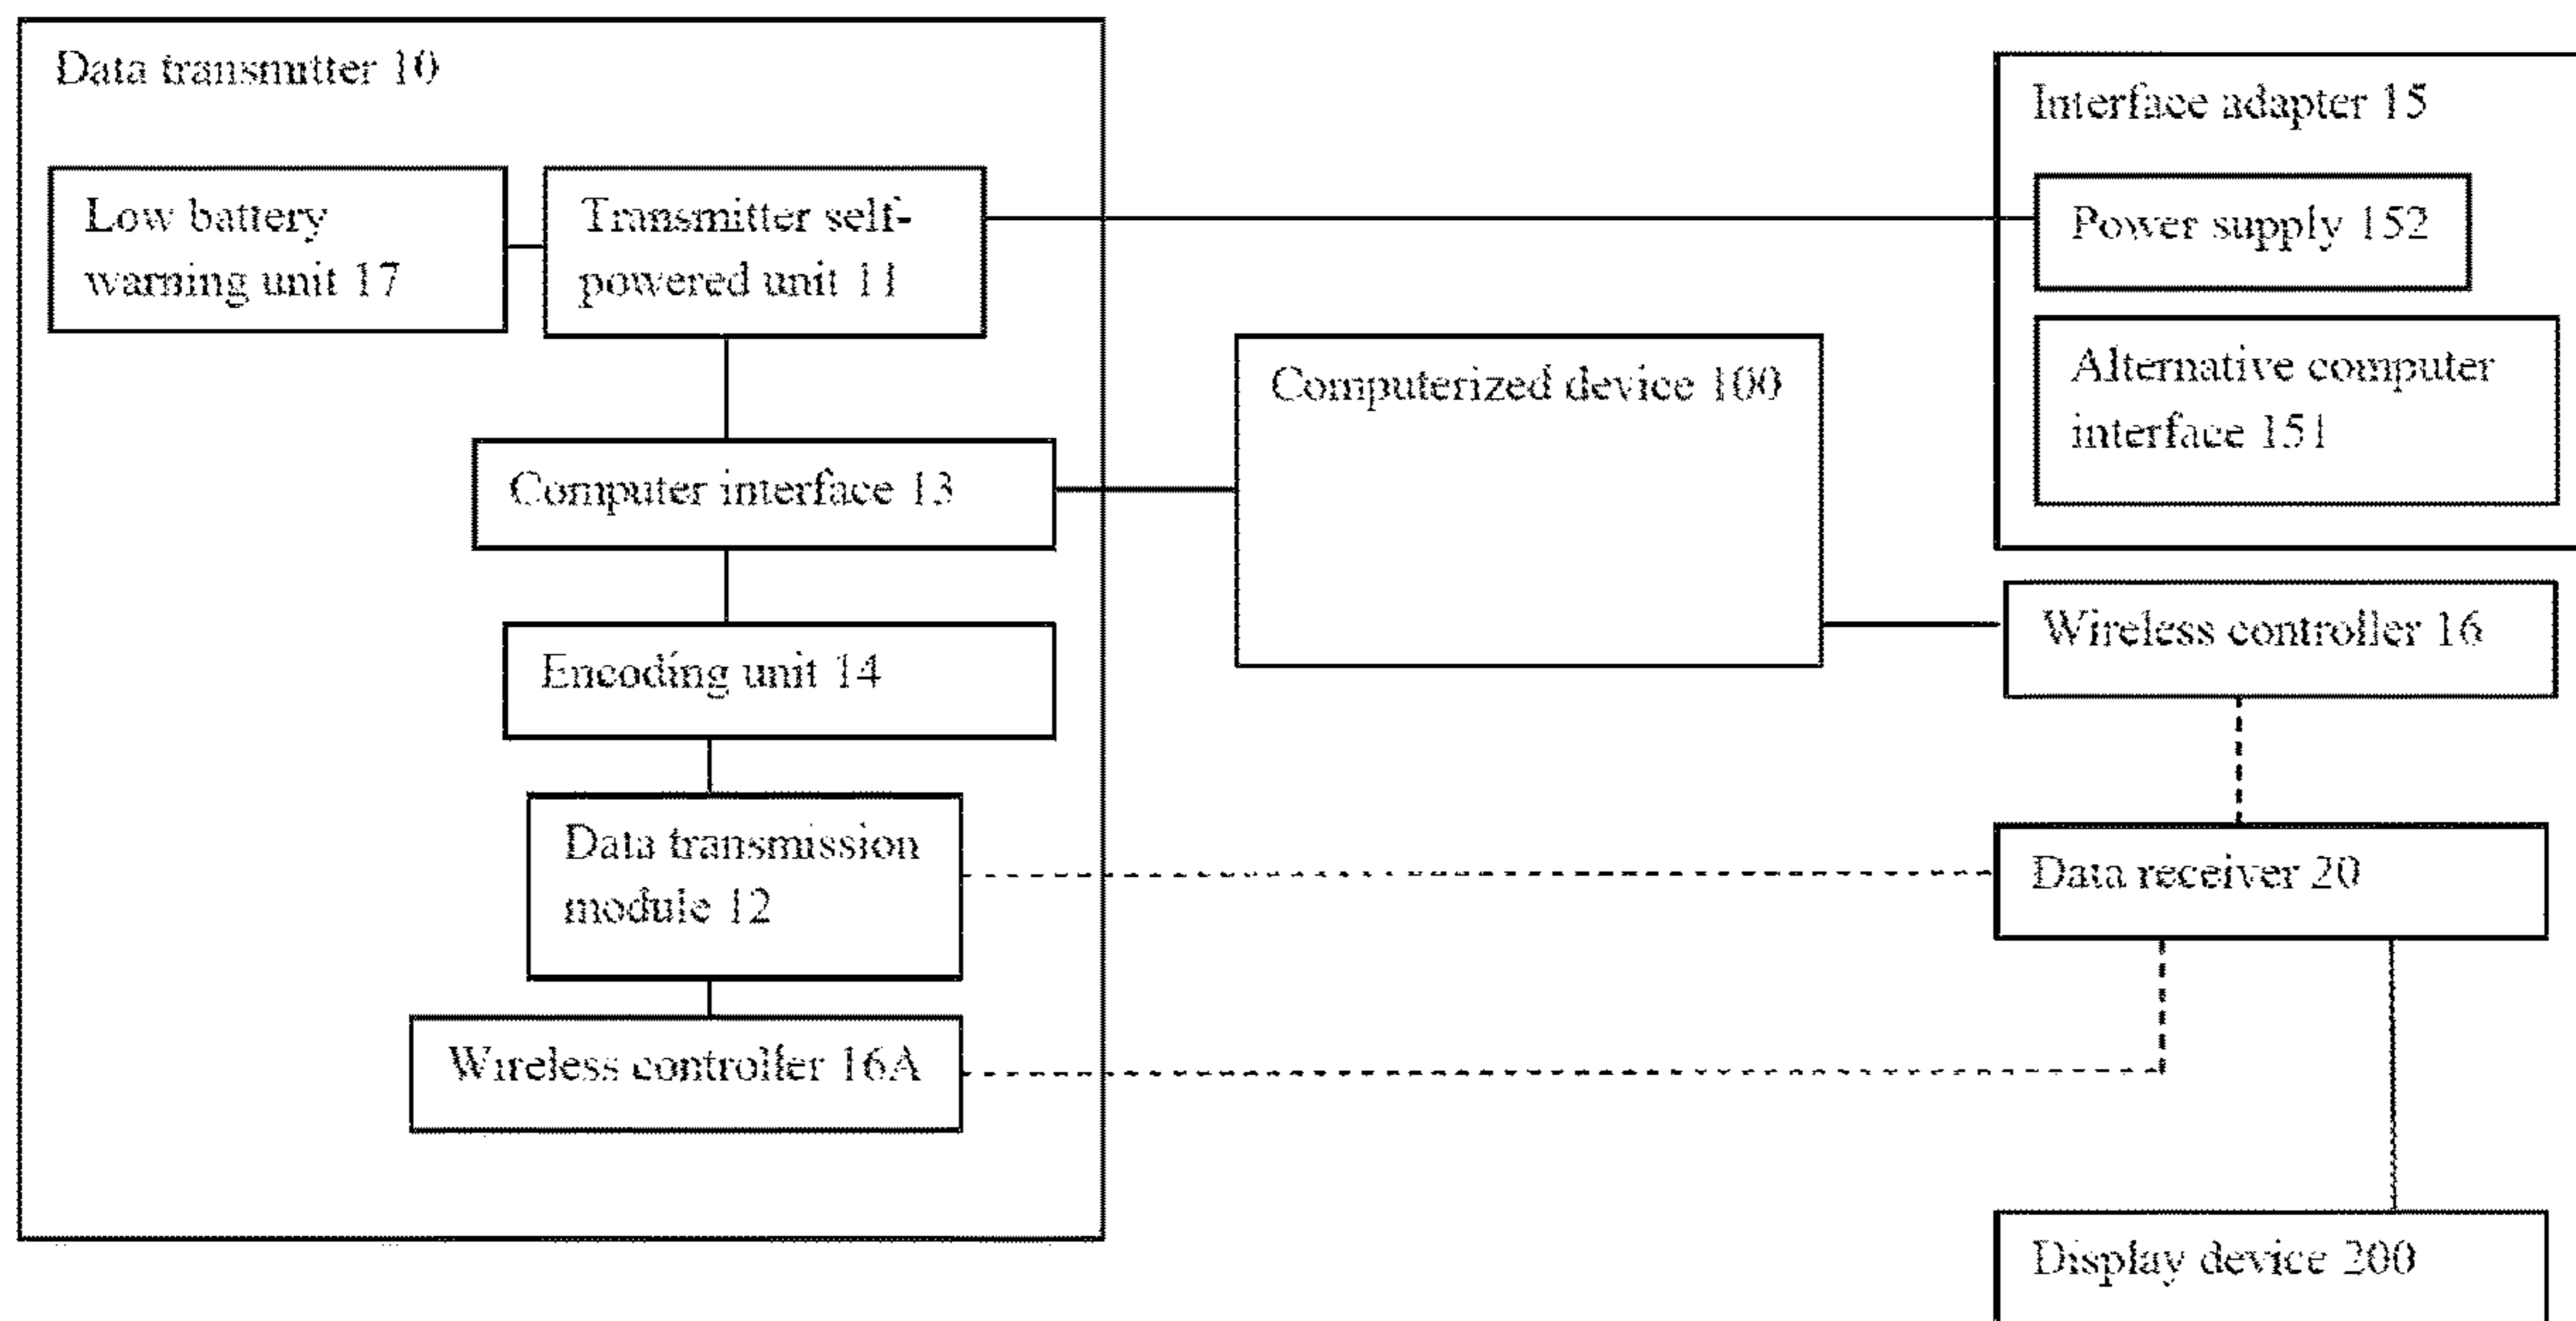 Data transmitter 10
Low battery
warning unit 17
Transmitter self-
powered unit 11
Computer interface 13
Encoding unit 14
Data transmission
module 12
Wireless controller 16A
Computerized device 100
Interface adapter 15
Power supply 152
Alternative computer
interface 151
Wireless controller 16
Data receiver 20
Display device 200